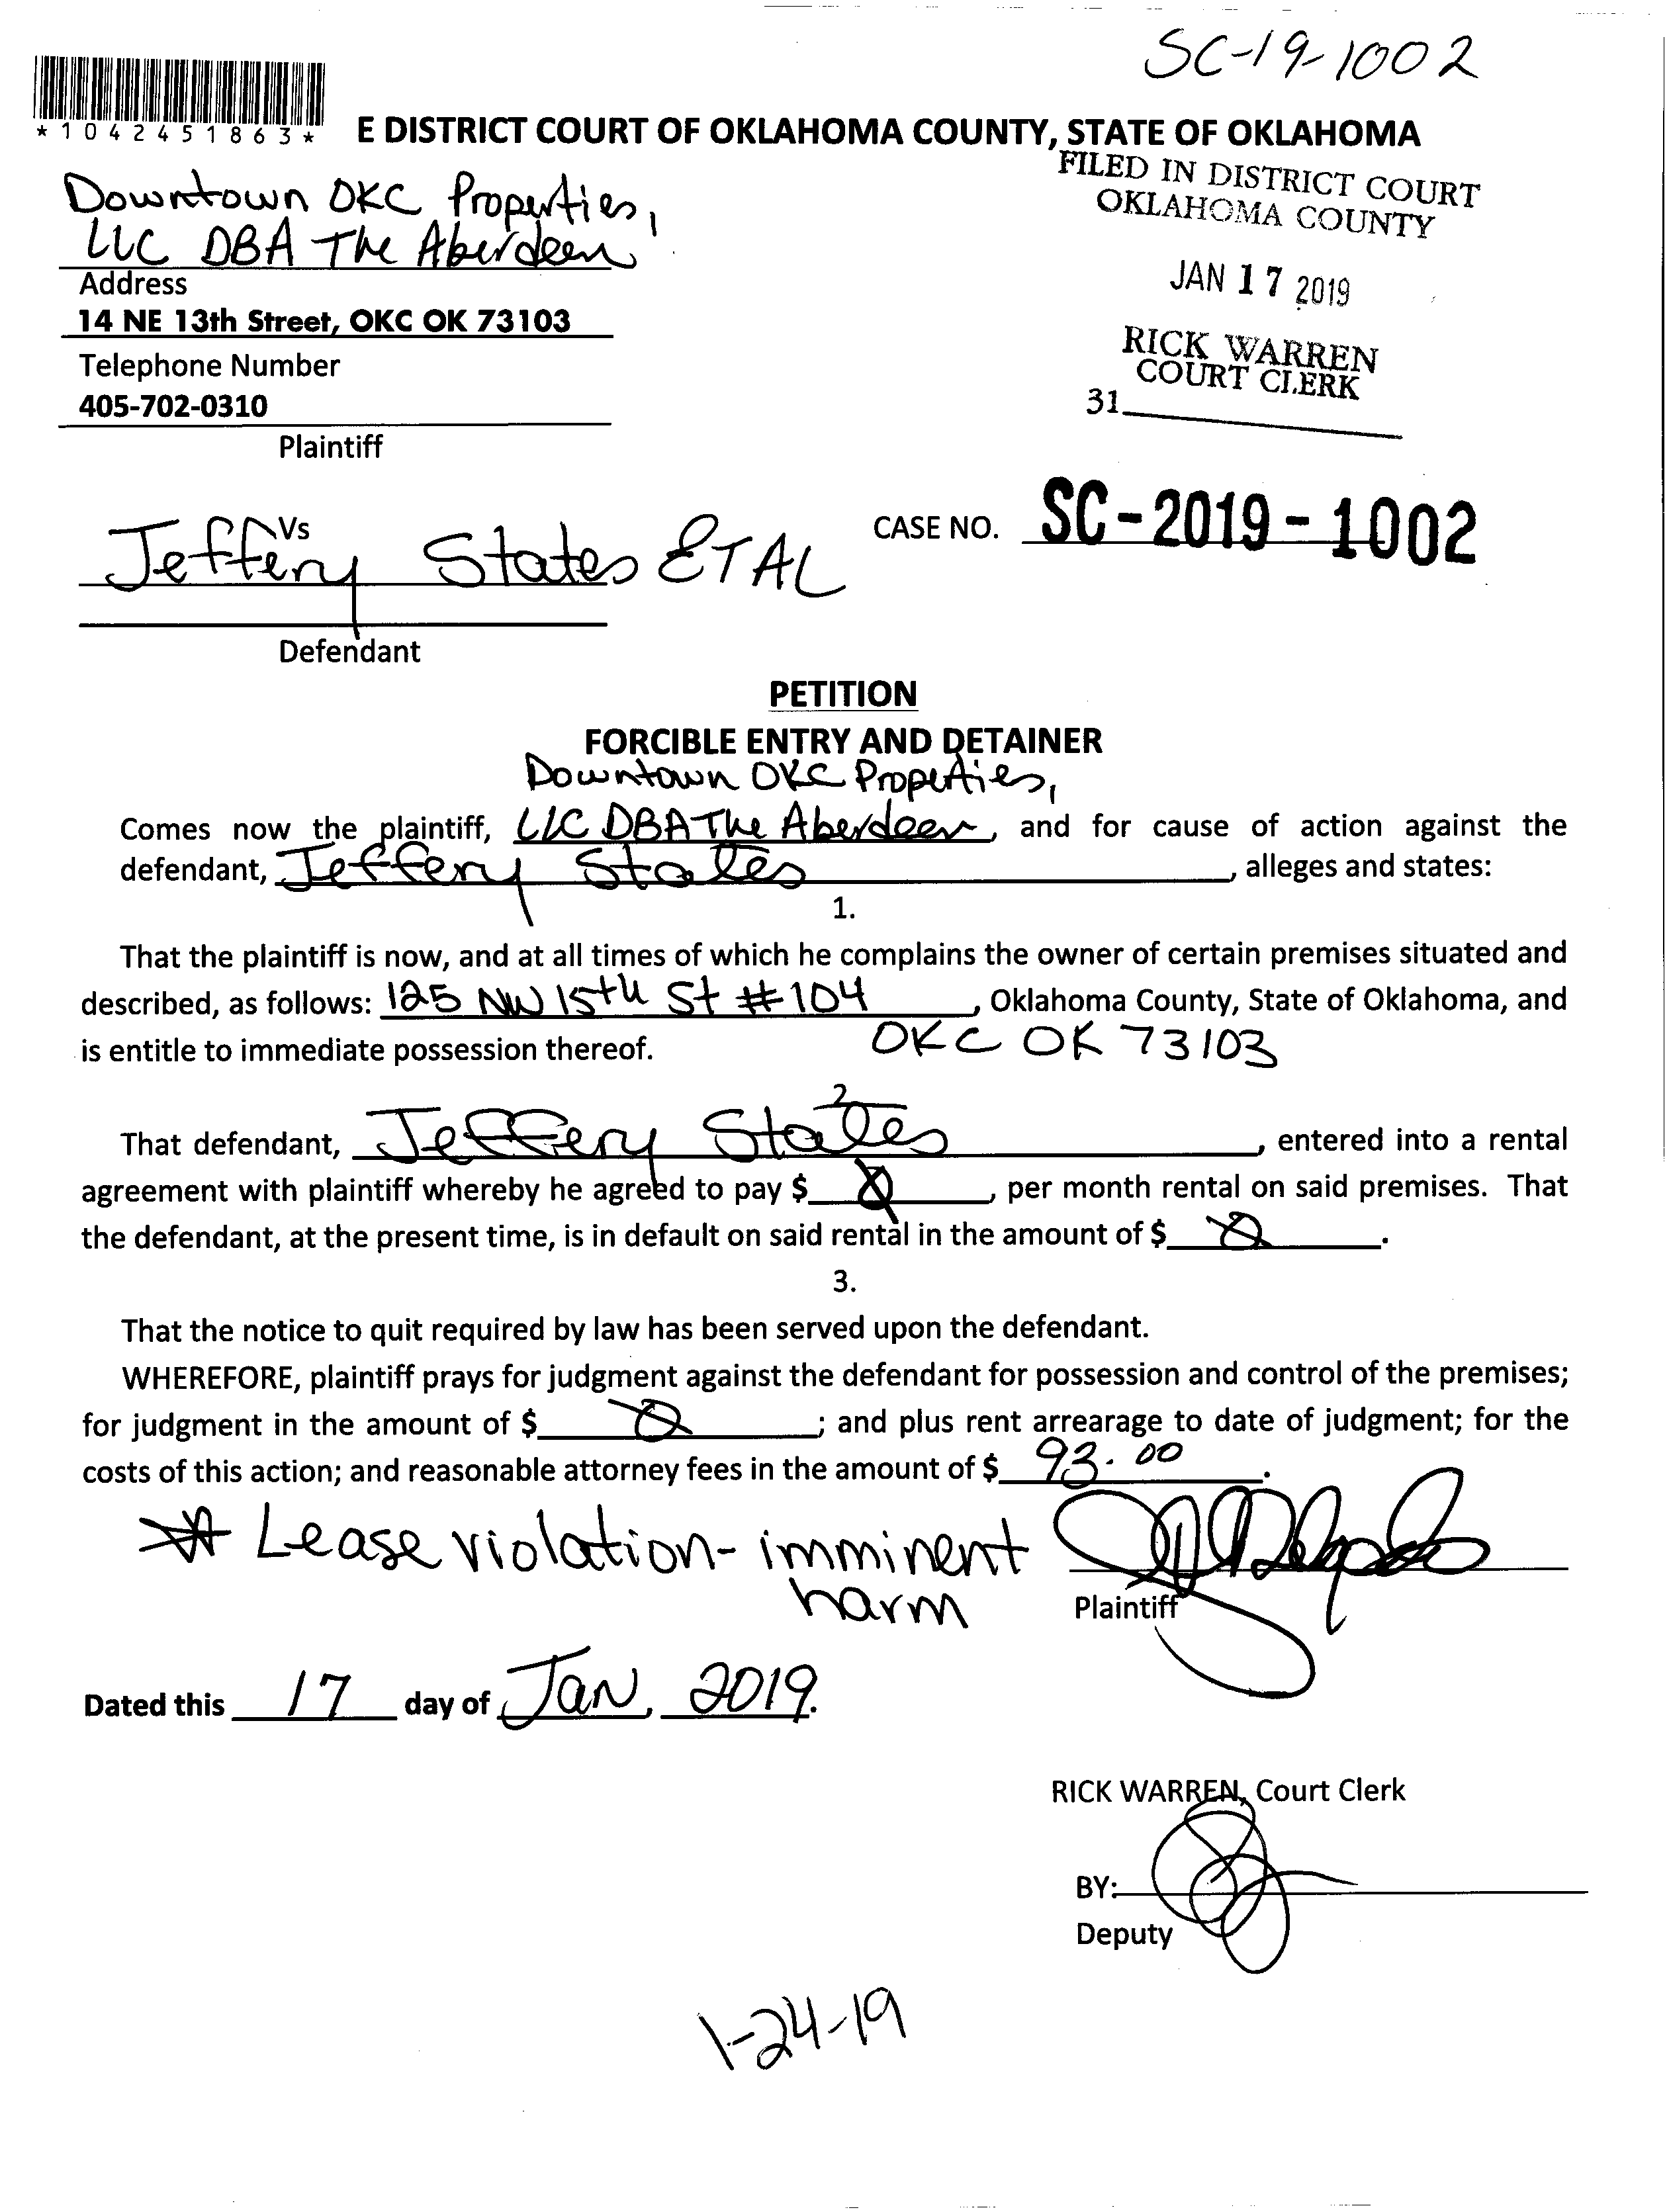 SC-19-1002
*1042451863*
E DISTRICT COURT OF OKLAHOMA COUNTY, STATE OF OKLAHOMA
FILED IN DISTRICT COURT
OKLAHOMA COUNTY
JAN 17 2019
RICK WARREN
COURT CLERK
31
Downtown OKC Properties,
LLC DBA The Aberdeen
Address
14 NE 13th Street, OKC OK 73103
Telephone Number
405-702-0310
Plaintiff
Vs
Jeffery States ETAL
CASE NO. SC-2019-1002
Defendant
PETITION
FORCIBLE ENTRY AND DETAINER
Downtown OKC Properties,
Comes now the plaintiff, LLC DBA The Aberdeen, and for cause of action against the
defendant, Jeffery States, alleges and states:
1.
That the plaintiff is now, and at all times of which he complains the owner of certain premises situated and
described, as follows: 125 NW 15th St #104, Oklahoma County, State of Oklahoma, and
is entitle to immediate possession thereof. OKC OK 73103
2
That defendant, Jeffery States, entered into a rental
agreement with plaintiff whereby he agreed to pay $ 0, per month rental on said premises. That
the defendant, at the present time, is in default on said rental in the amount of $ 0.
3.
That the notice to quit required by law has been served upon the defendant.
WHEREFORE, plaintiff prays for judgment against the defendant for possession and control of the premises;
for judgment in the amount of $ 0; and plus rent arrearage to date of judgment; for the
costs of this action; and reasonable attorney fees in the amount of $ 93.00.
* Lease violation - imminent
harm
Plaintiff
Dated this 17 day of Jan, 2019.
RICK WARREN, Court Clerk
BY:
Deputy
1-24-19